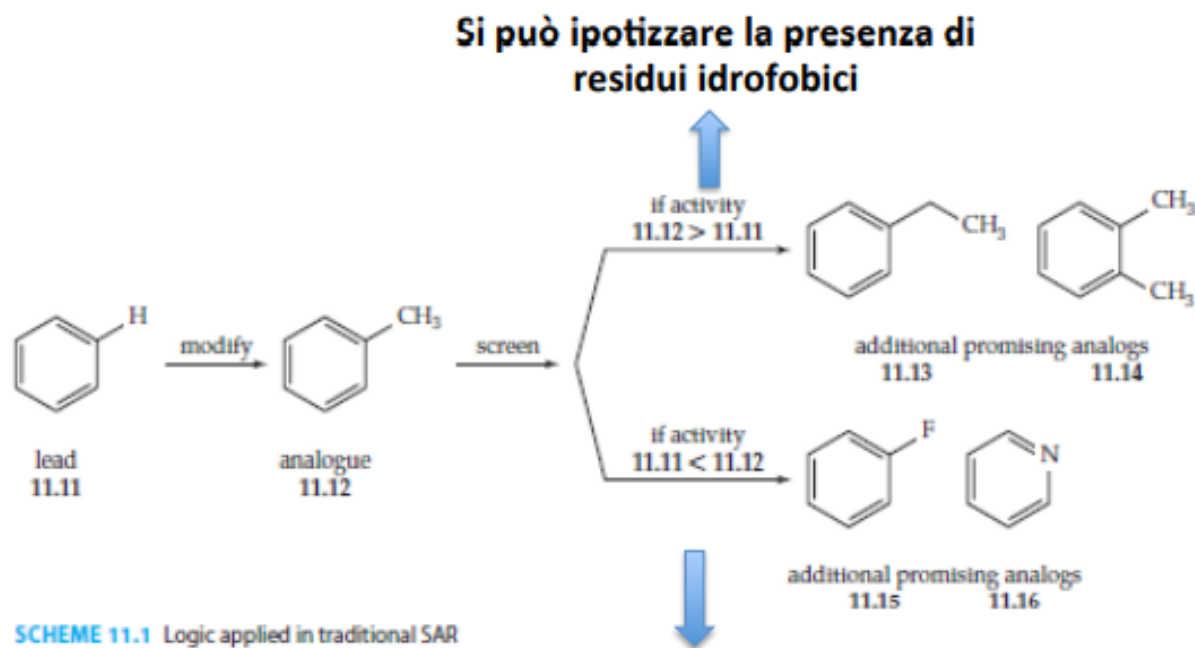 Si può ipotizzare la presenza di
residui idrofobici
if activity
11.12 > 11.11
CH3
CH3
CH3
additional promising analogs
11.13 11.14
H
modify
CH3
screen
lead
11.11
analogue
11.12
if activity
11.11 < 11.12
F
N
additional promising analogs
11.15 11.16
SCHEME 11.1 Logic applied in traditional SAR